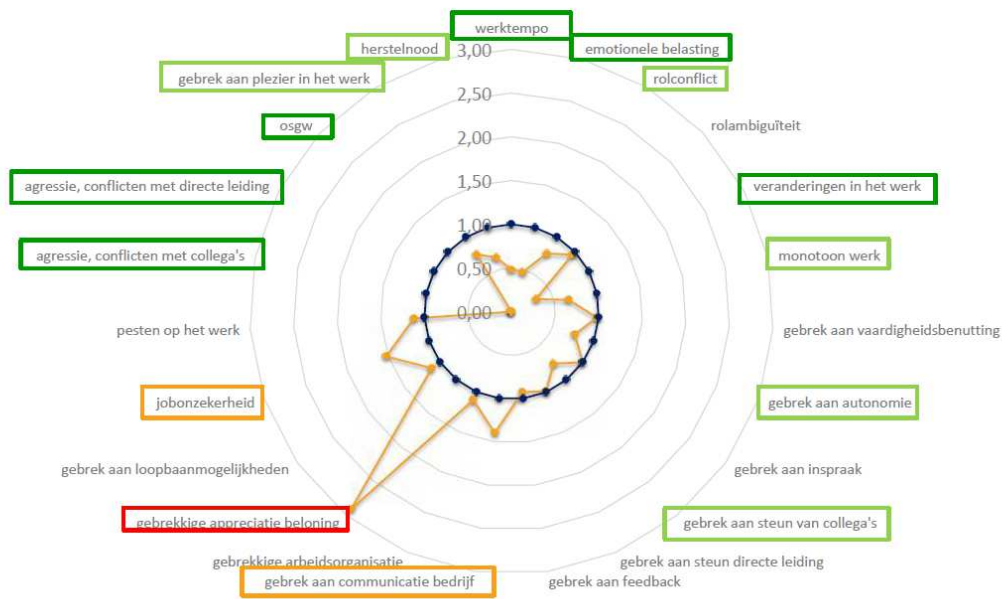 werktempo
emotionele belasting
rolconflict
rolambiguïteit
veranderingen in het werk
monotoon werk
gebrek aan vaardigheidsbenutting
gebrek aan autonomie
gebrek aan inspraak
gebrek aan steun van collega's
gebrek aan steun directe leiding
gebrek aan feedback
gebrek aan communicatie bedrijf
gebrekkige arbeidsorganisatie
gebrekkige appreciatie beloning
gebrek aan loopbaanmogelijkheden
jobonzekerheid
pesten op het werk
agressie, conflicten met collega's
agressie, conflicten met directe leiding
osgw
gebrek aan plezier in het werk
herstelnood
3,00
2,50
2,00
1,50
1,00
0,50
0,00